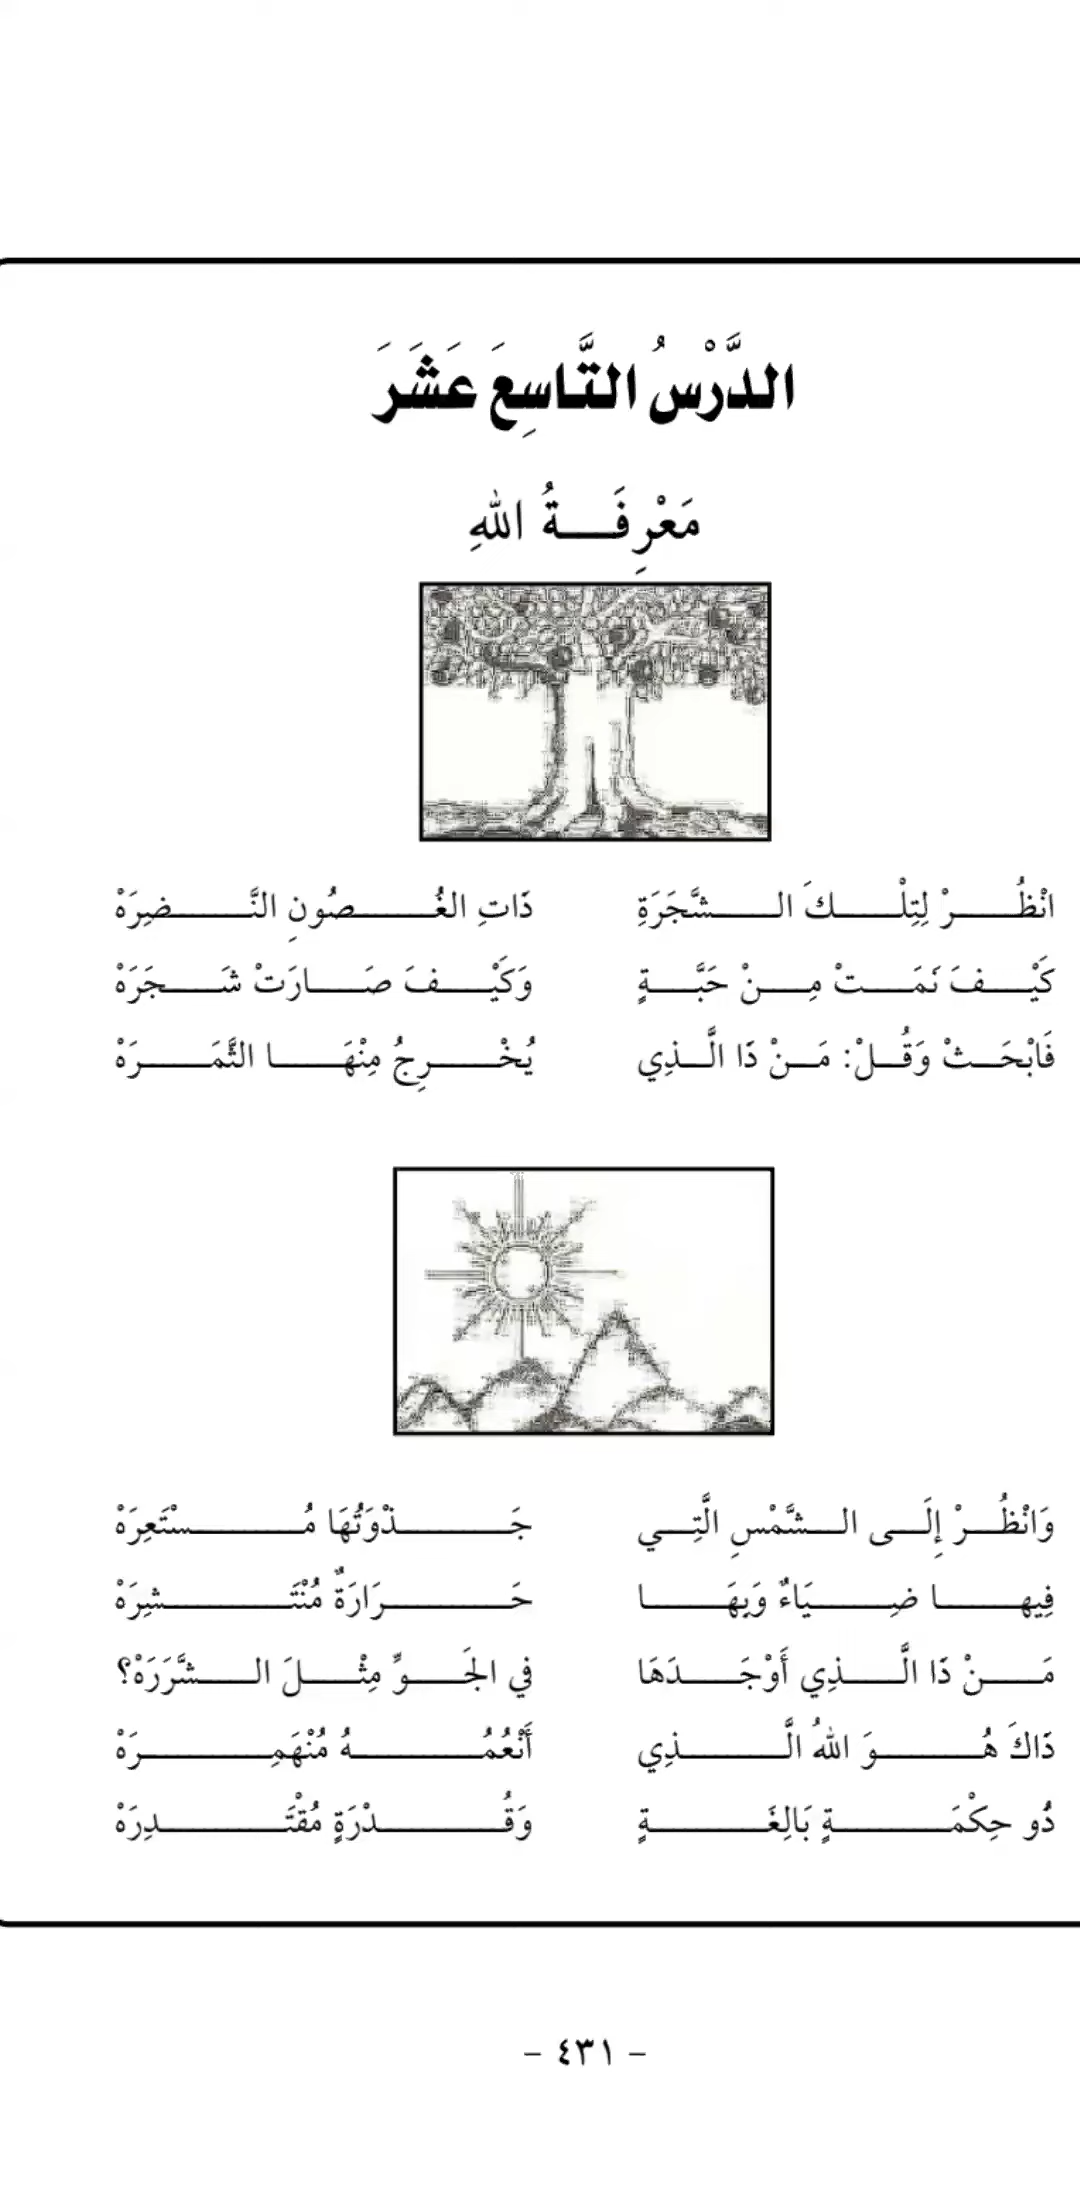 الدَّرْسُ التَّاسِعَ عَشَرَ
مَعْرِفَةُ اللهِ
انْظُرْ لِتِلْكَ الشَّجَرَةِ ذَاتِ الغُصُونِ النَّضِرَهْ
كَيْفَ نَمَتْ مِنْ حَبَّةٍ وَكَيْفَ صَارَتْ شَجَرَهْ
فَابْحَثْ وَقُلْ: مَنْ ذَا الَّذِي يُخْرِجُ مِنْهَا الثَّمَرَهْ
وَانْظُرْ إِلَى الشَّمْسِ الَّتِي جَذْوَتُهَا مُسْتَعِرَهْ
فِيهَا ضِيَاءٌ وَبِهَا حَرَارَةٌ مُنْتَشِرَهْ
مَنْ ذَا الَّذِي أَوْجَدَهَا فِي الجَوِّ مِثْلَ الشَّرَرَهْ؟
ذَاكَ هُوَ اللهُ الَّذِي أَنْعُمُهُ مُنْهَمِرَهْ
ذُو حِكْمَةٍ بَالِغَةٍ وَقُدْرَةٍ مُقْتَدِرَهْ
- ٤٣١ -